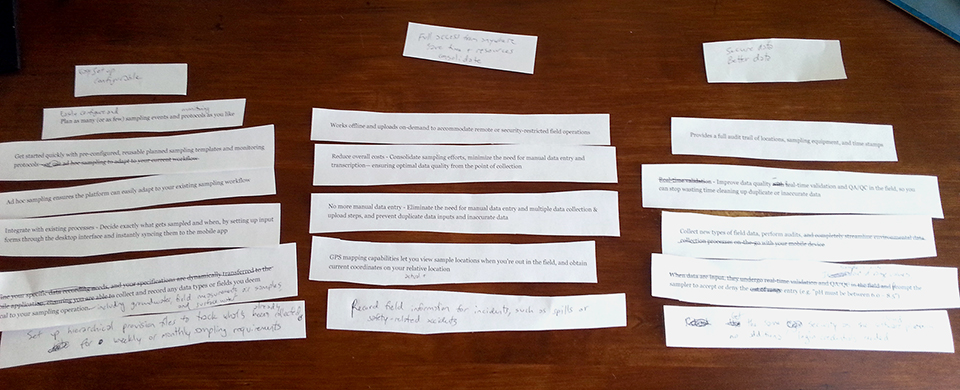 Set up
configurable
Easily configure and
monitoring
Plan as many (or as few) sampling events and protocols as you like
Get started quickly with pre-configured, reusable planned sampling templates and monitoring
protocols ad hoc sampling to adapt to your current workflow.
Ad hoc sampling ensures the platform can easily adapt to your existing sampling workflow
Integrate with existing processes - Decide exactly what gets sampled and when, by setting up input
forms through the desktop interface and instantly syncing them to the mobile app
your specific data recording needs, and your specifications are dynamically transferred to the
mobile application, ensuring you are able to collect and record any data types or fields you deem
to your sampling operation including groundwater, field measurements or samples
Set up hierarchical provision files to track what's been already collected
for weekly or monthly sampling requirements
Full access from anywhere
Save time + resources
consolidate
Works offline and uploads on-demand to accommodate remote or security-restricted field operations
Reduce overall costs - Consolidate sampling efforts, minimize the need for manual data entry and
transcription— ensuring optimal data quality from the point of collection
No more manual data entry - Eliminate the need for manual data entry and multiple data collection &
upload steps, and prevent duplicate data inputs and inaccurate data
GPS mapping capabilities let you view sample locations when you're out in the field, and obtain
current coordinates on your relative location
Record field information for incidents, such as spills or
safety-related incidents
Secure data
Better data
Provides a full audit trail of locations, sampling equipment, and time stamps
Real-time validation - Improve data quality with real-time validation and QA/QC in the field, so you
can stop wasting time cleaning up duplicate or inaccurate data
Collect new types of field data, perform audits, and completely streamline environmental data
collection processes on-the-go with your mobile device
When data are input, they undergo real-time validation and QA/QC in the field and prompt the
sampler to accept or deny the out-of-range entry (e.g. "pH must be between 6.0 - 8.5")